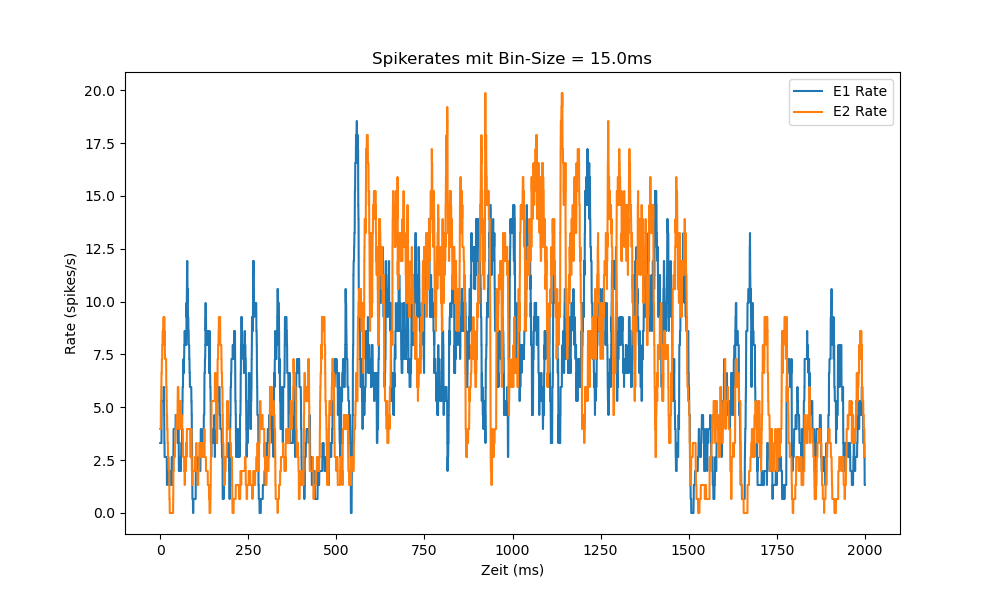 Spikerates mit Bin-Size = 15.0ms
E1 Rate
E2 Rate
20.0
17.5
15.0
12.5
10.0
7.5
5.0
2.5
0.0
Rate (spikes/s)
0 250 500 750 1000 1250 1500 1750 2000
Zeit (ms)